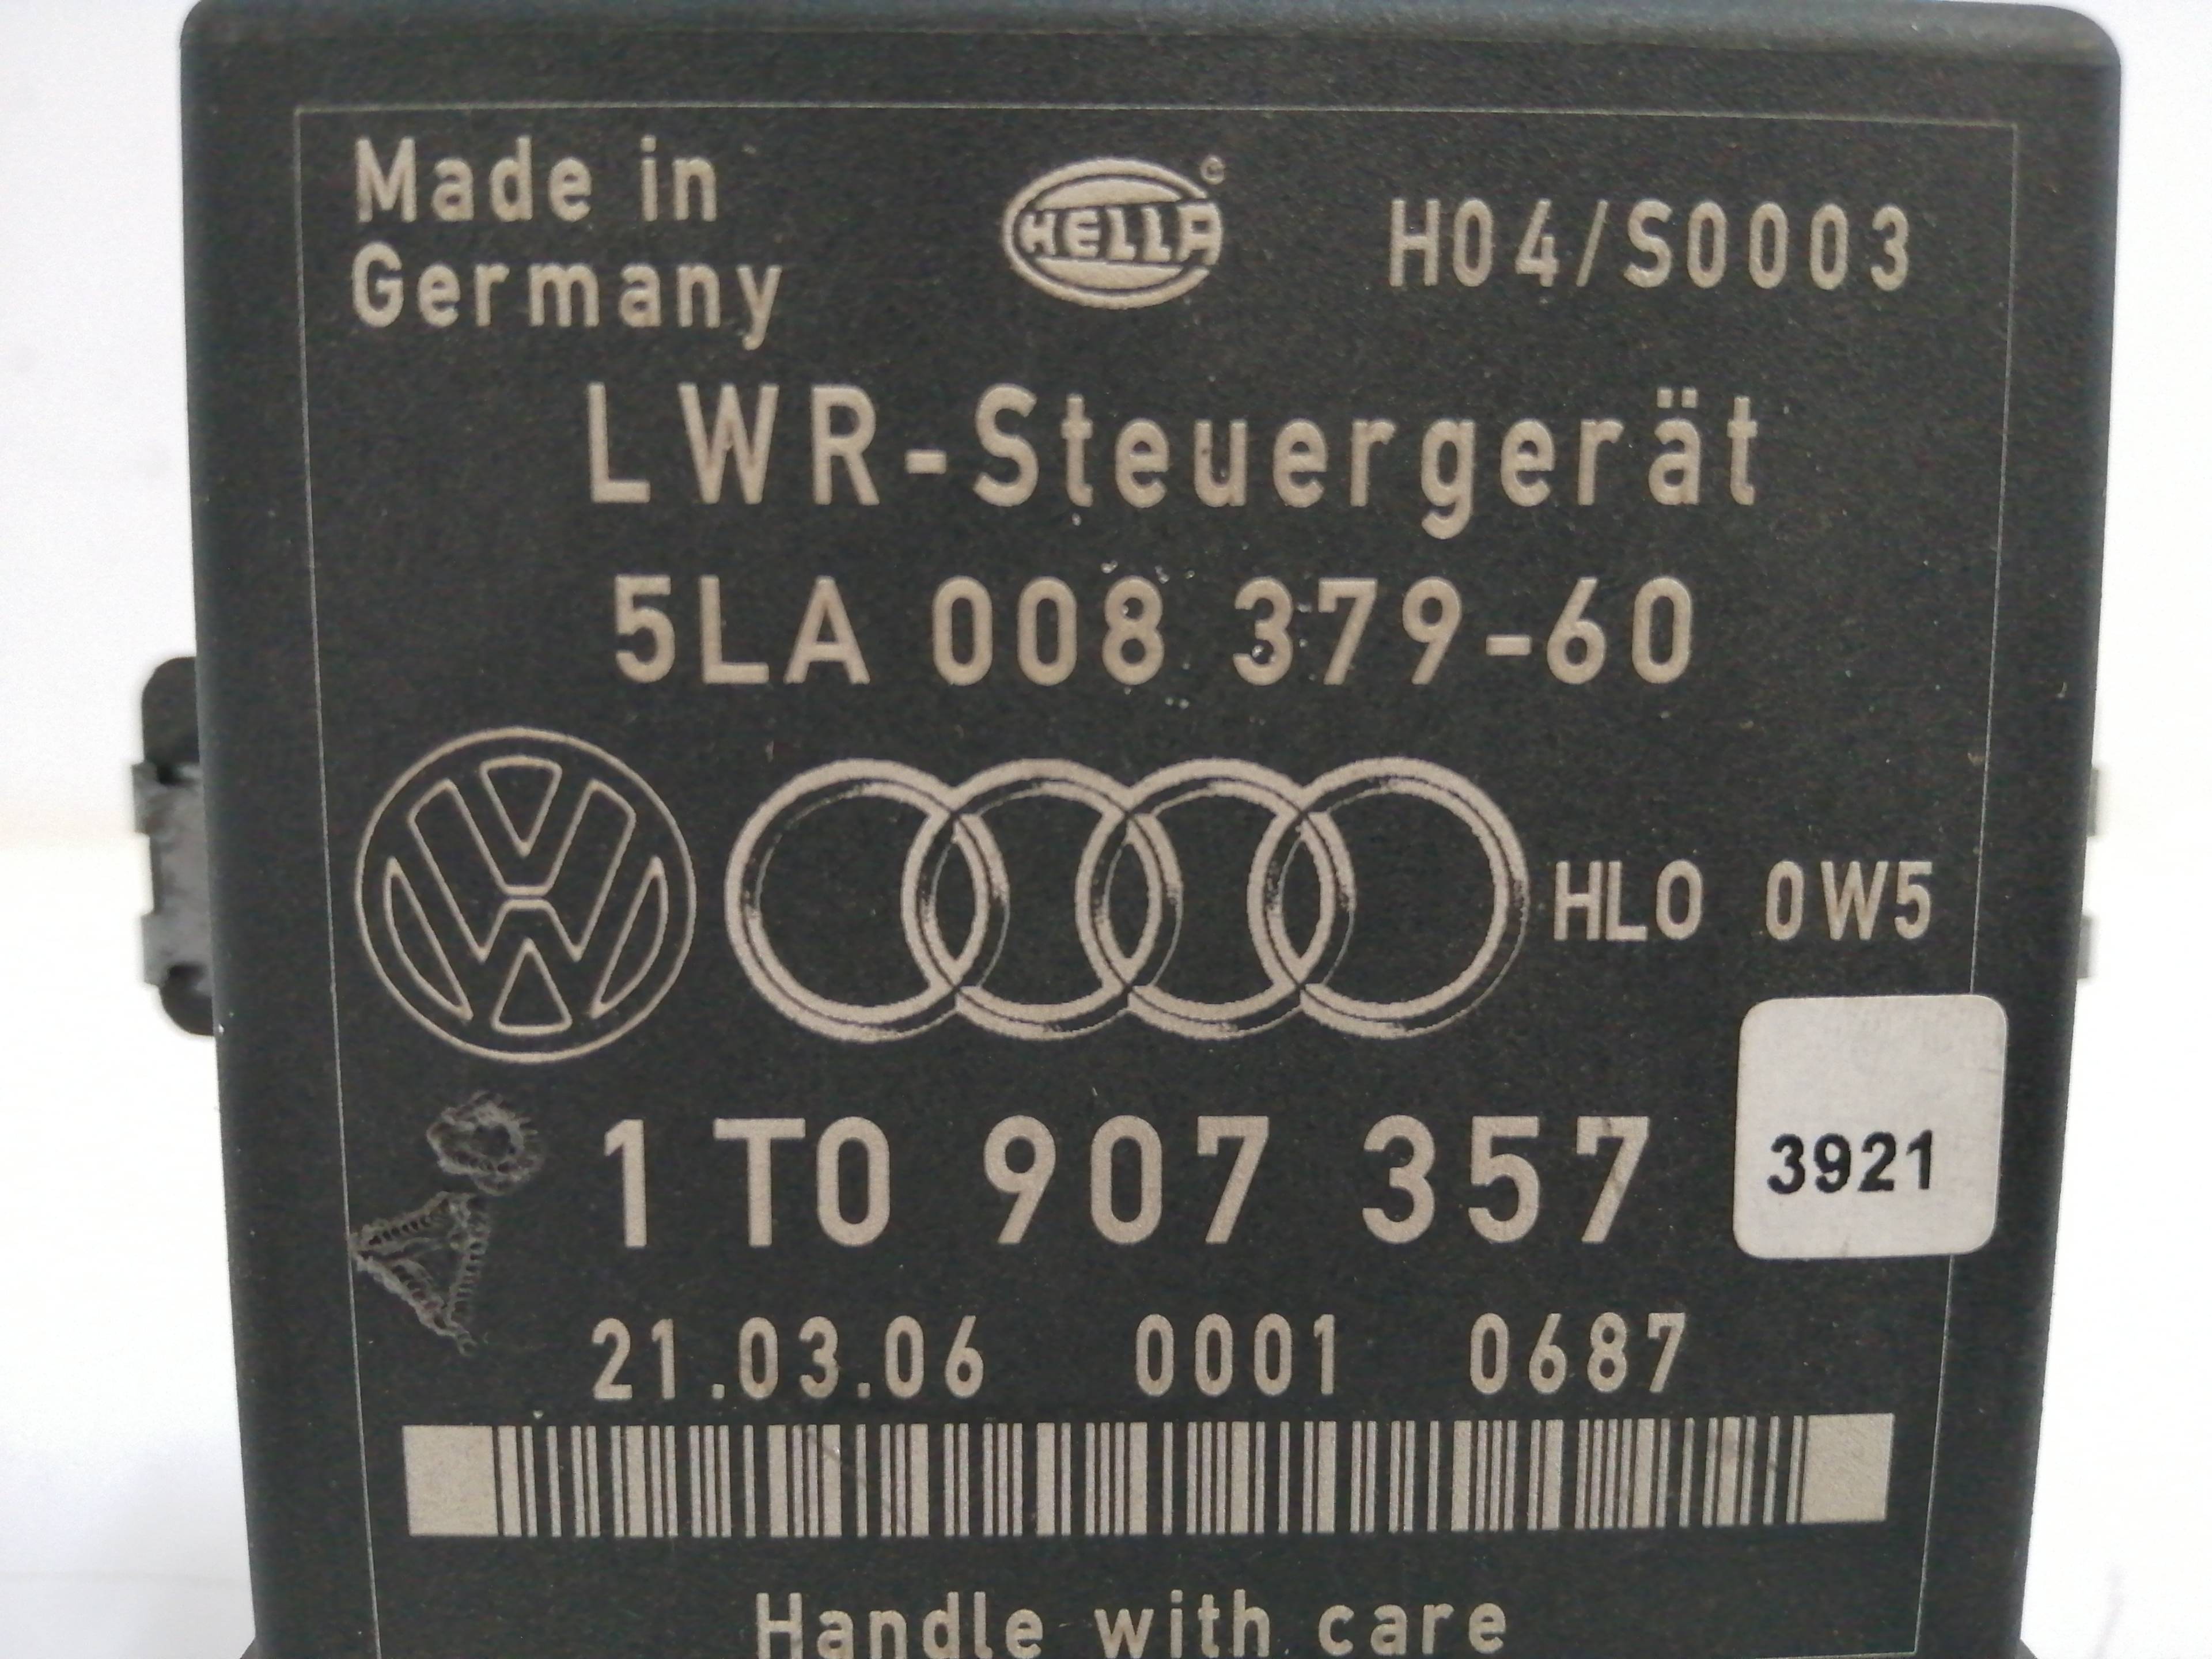 Made in
Germany
HELLA
H04/S0003
LWR-Steuergerät
5LA 008 379-60
HLO 0W5
1T0 907 357
3921
21.03.06 0001 0687
Handle with care